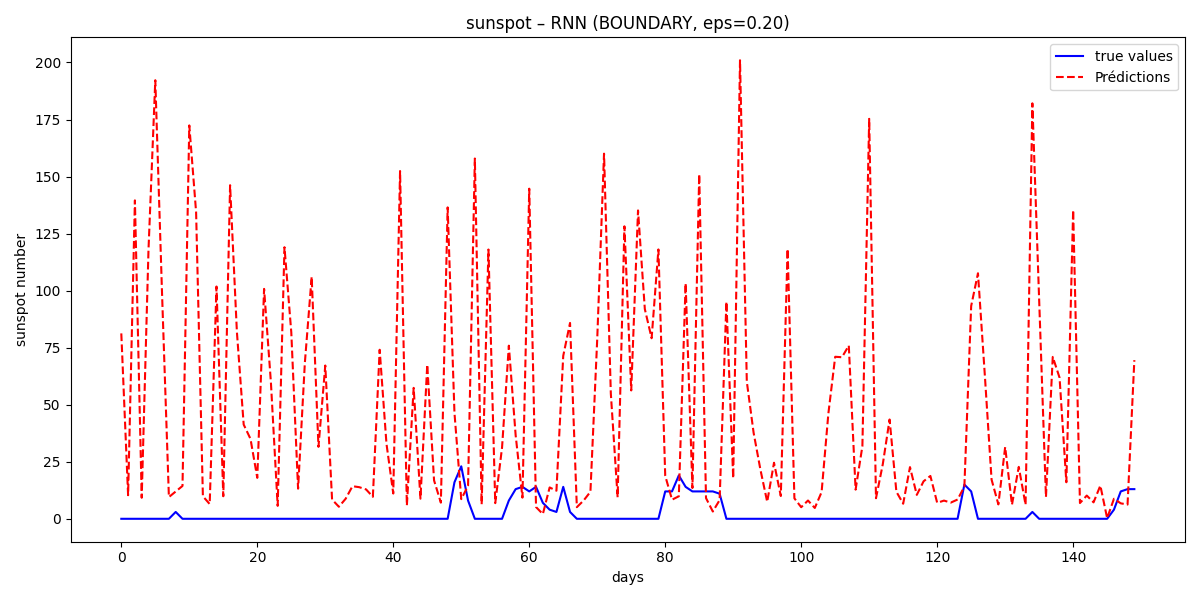 sunspot – RNN (BOUNDARY, eps=0.20)
true values
Prédictions
sunspot number
200
175
150
125
100
75
50
25
0
0 20 40 60 80 100 120 140
days